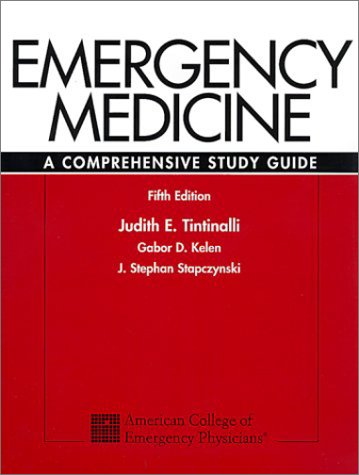 EMERGENCY
MEDICINE
A COMPREHENSIVE STUDY GUIDE
Fifth Edition
Judith E. Tintinalli
Gabor D. Kelen
J. Stephan Stapczynski
American College of
Emergency Physicians®